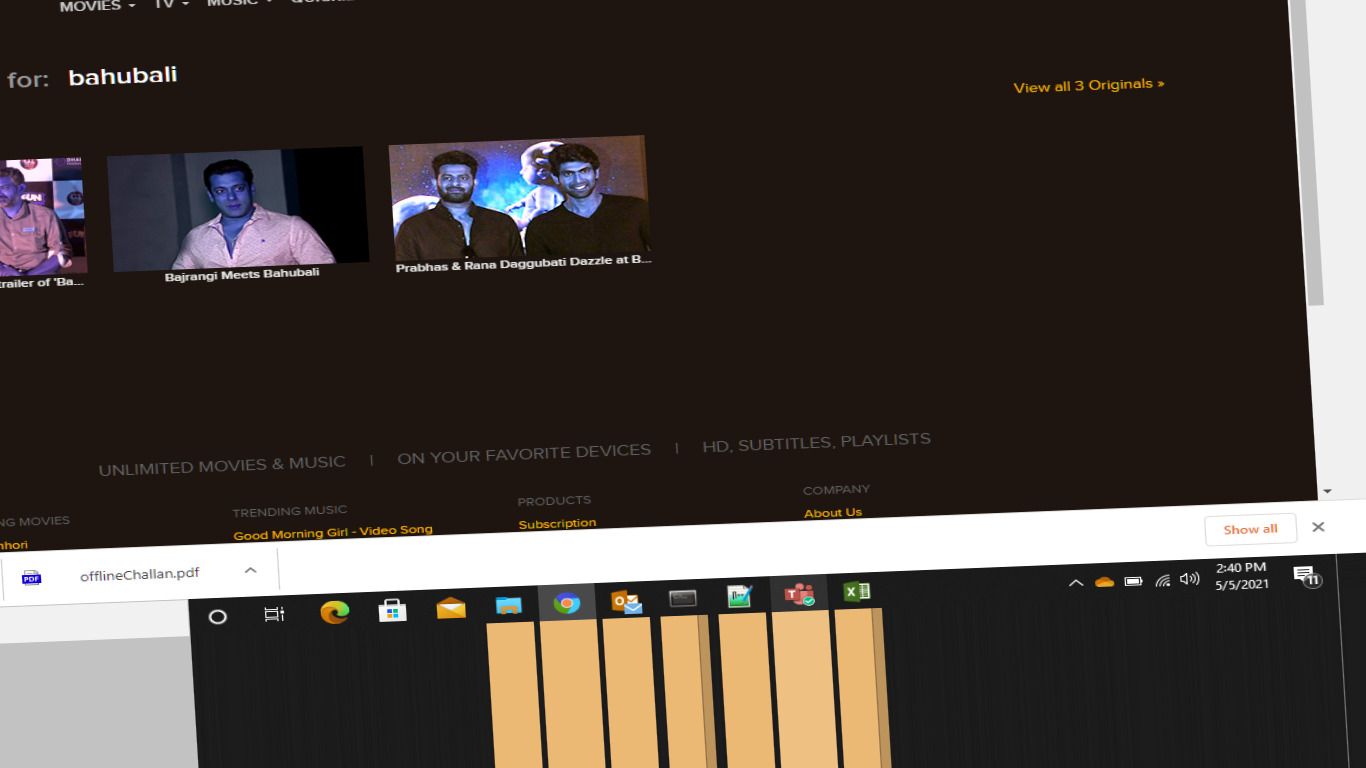 MOVIES TV MUSIC
for: bahubali
View all 3 Originals »
trailer of 'Ba...
Bajrangi Meets Bahubali
Prabhas & Rana Daggubati Dazzle at B...
UNLIMITED MOVIES & MUSIC | ON YOUR FAVORITE DEVICES | HD, SUBTITLES, PLAYLISTS
NG MOVIES
nhori
TRENDING MUSIC
Good Morning Girl - Video Song
PRODUCTS
Subscription
COMPANY
About Us
Show all
PDF
offlineChallan.pdf
2:40 PM
5/5/2021
11